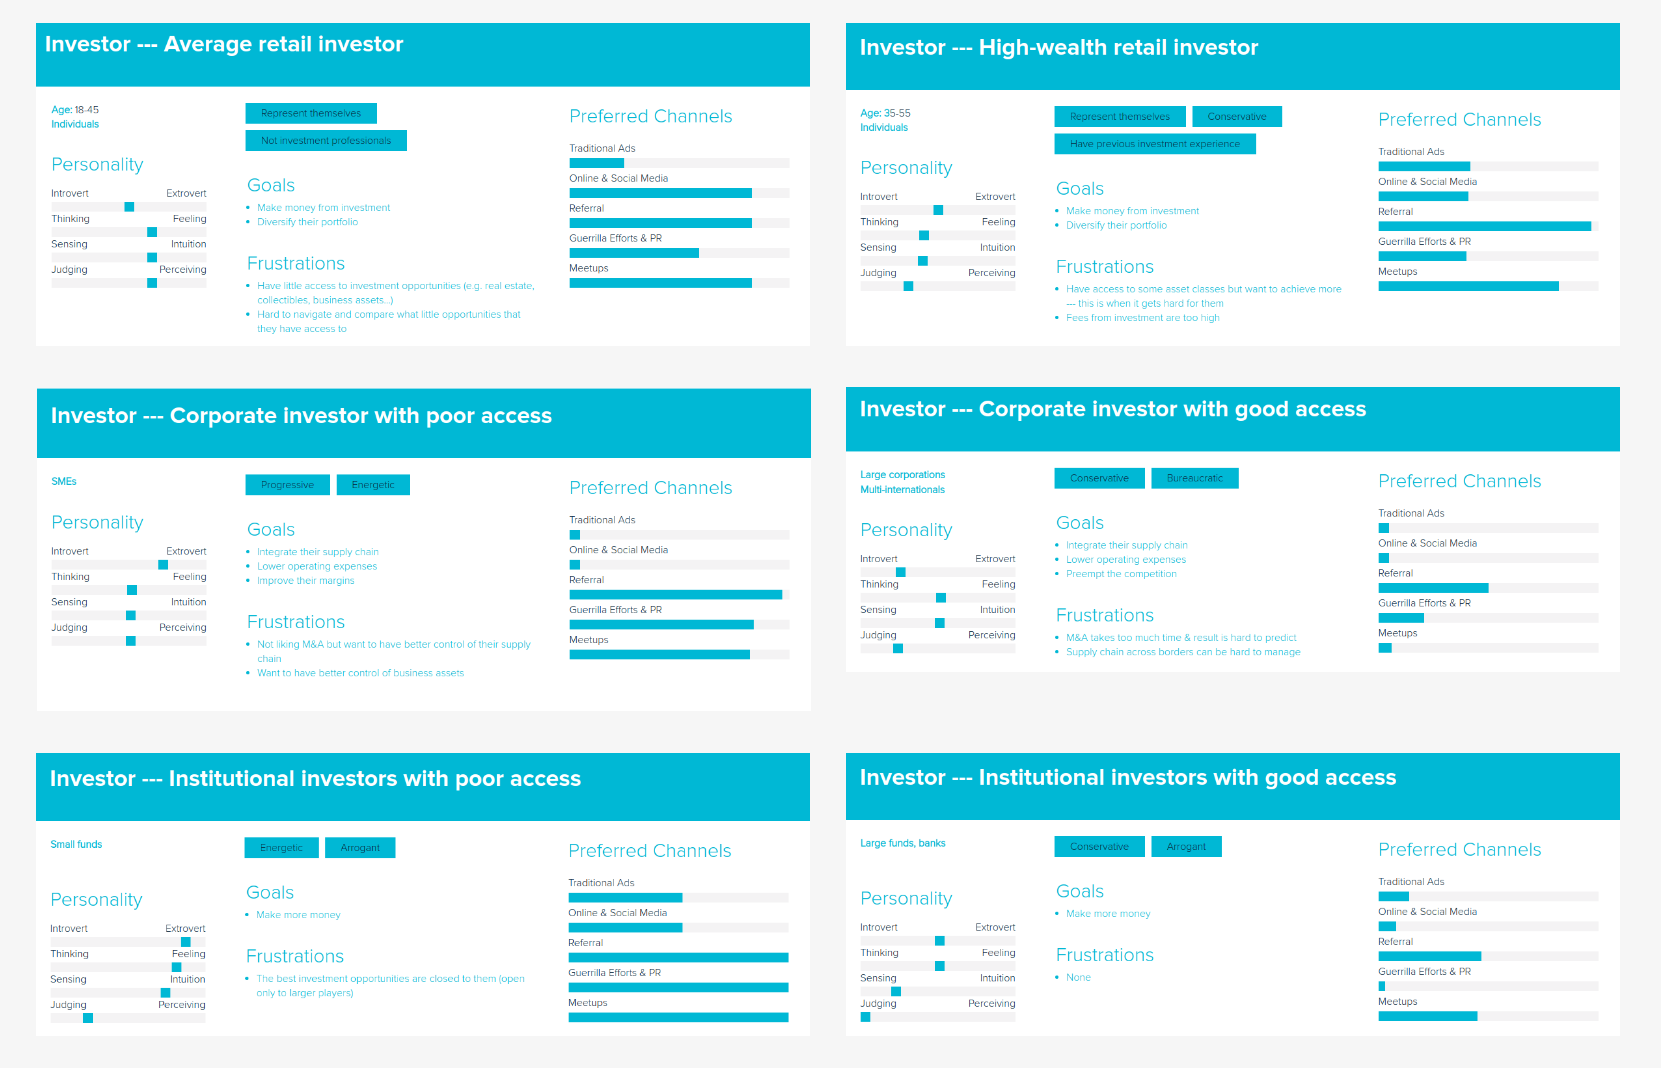 Investor --- Average retail investor
Age: 18-45
Individuals
Personality
Introvert Extrovert
Thinking Feeling
Sensing Intuition
Judging Perceiving
Represent themselves
Not investment professionals
Goals
• Make money from investment
• Diversify their portfolio
Frustrations
• Have little access to investment opportunities (e.g. real estate,
collectibles, business assets...)
• Hard to navigate and compare what little opportunities that
they have access to
Preferred Channels
Traditional Ads
Online & Social Media
Referral
Guerrilla Efforts & PR
Meetups
Investor --- High-wealth retail investor
Age: 35-55
Individuals
Personality
Introvert Extrovert
Thinking Feeling
Sensing Intuition
Judging Perceiving
Represent themselves Conservative
Have previous investment experience
Goals
• Make money from investment
• Diversify their portfolio
Frustrations
• Have access to some asset classes but want to achieve more
--- this is when it gets hard for them
• Fees from investment are too high
Preferred Channels
Traditional Ads
Online & Social Media
Referral
Guerrilla Efforts & PR
Meetups
Investor --- Corporate investor with poor access
SMEs
Personality
Introvert Extrovert
Thinking Feeling
Sensing Intuition
Judging Perceiving
Progressive Energetic
Goals
• Integrate their supply chain
• Lower operating expenses
• Improve their margins
Frustrations
• Not liking M&A but want to have better control of their supply
chain
• Want to have better control of business assets
Preferred Channels
Traditional Ads
Online & Social Media
Referral
Guerrilla Efforts & PR
Meetups
Investor --- Corporate investor with good access
Large corporations
Multi-internationals
Personality
Introvert Extrovert
Thinking Feeling
Sensing Intuition
Judging Perceiving
Conservative Bureaucratic
Goals
• Integrate their supply chain
• Lower operating expenses
• Preempt the competition
Frustrations
• M&A takes too much time & result is hard to predict
• Supply chain across borders can be hard to manage
Preferred Channels
Traditional Ads
Online & Social Media
Referral
Guerrilla Efforts & PR
Meetups
Investor --- Institutional investors with poor access
Small funds
Personality
Introvert Extrovert
Thinking Feeling
Sensing Intuition
Judging Perceiving
Energetic Arrogant
Goals
• Make more money
Frustrations
• The best investment opportunities are closed to them (open
only to larger players)
Preferred Channels
Traditional Ads
Online & Social Media
Referral
Guerrilla Efforts & PR
Meetups
Investor --- Institutional investors with good access
Large funds, banks
Personality
Introvert Extrovert
Thinking Feeling
Sensing Intuition
Judging Perceiving
Conservative Arrogant
Goals
• Make more money
Frustrations
• None
Preferred Channels
Traditional Ads
Online & Social Media
Referral
Guerrilla Efforts & PR
Meetups